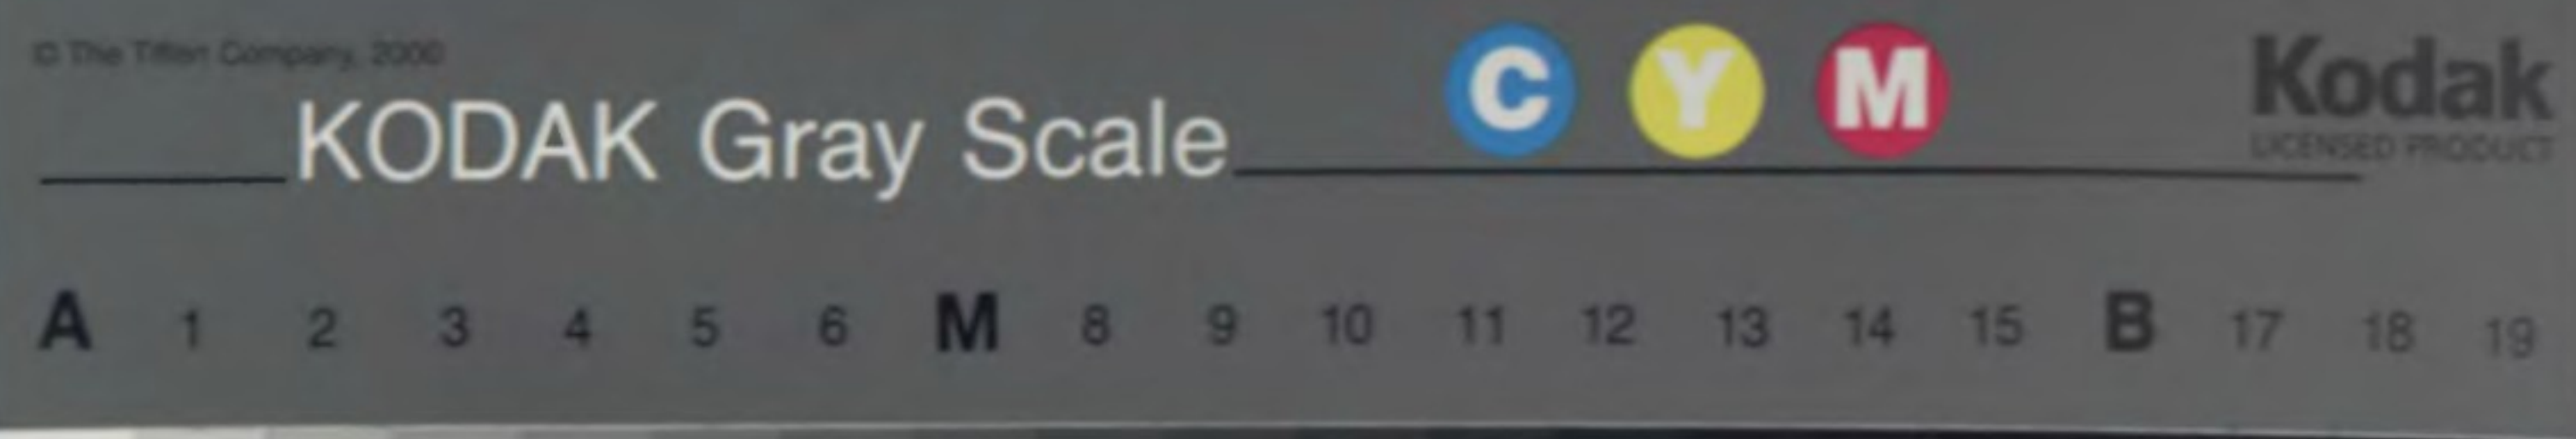 © The Tiffen Company, 2000
KODAK Gray Scale
C Y M
Kodak
LICENSED PRODUCT
A 1 2 3 4 5 6 M 8 9 10 11 12 13 14 15 B 17 18 19